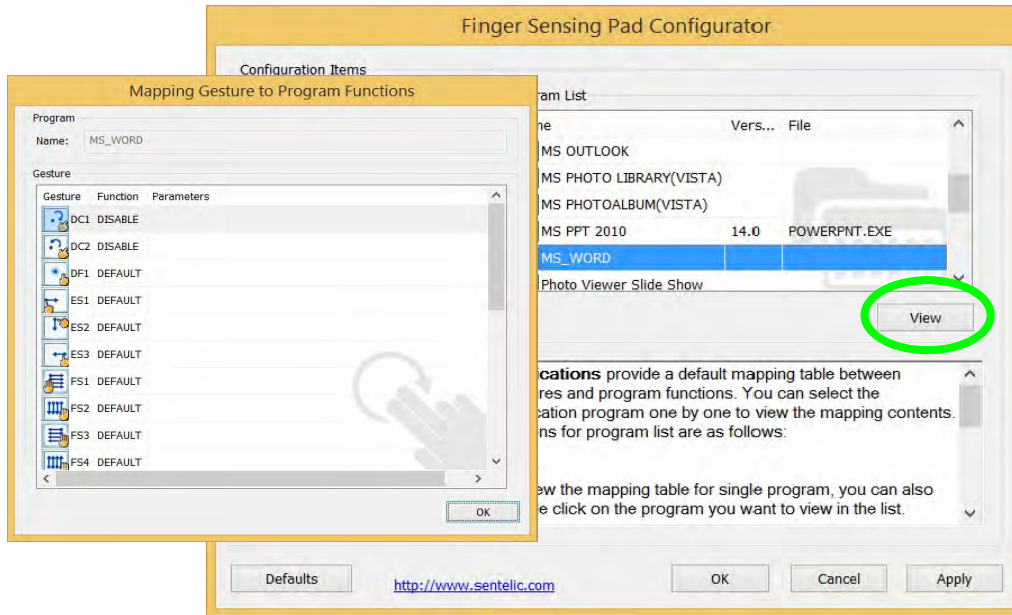 Finger Sensing Pad Configurator
Configuration Items
ram List
ne Vers... File
MS OUTLOOK
MS PHOTO LIBRARY(VISTA)
MS PHOTOALBUM(VISTA)
MS PPT 2010 14.0 POWERPNT.EXE
MS_WORD
Photo Viewer Slide Show
View
cations provide a default mapping table between
res and program functions. You can select the
cation program one by one to view the mapping contents.
ns for program list are as follows:
ew the mapping table for single program, you can also
e click on the program you want to view in the list.
Defaults http://www.sentelic.com OK Cancel Apply
Mapping Gesture to Program Functions
Program
Name: MS_WORD
Gesture
Gesture Function Parameters
DC1 DISABLE
DC2 DISABLE
DF1 DEFAULT
ES1 DEFAULT
ES2 DEFAULT
ES3 DEFAULT
FS1 DEFAULT
FS2 DEFAULT
FS3 DEFAULT
FS4 DEFAULT
OK